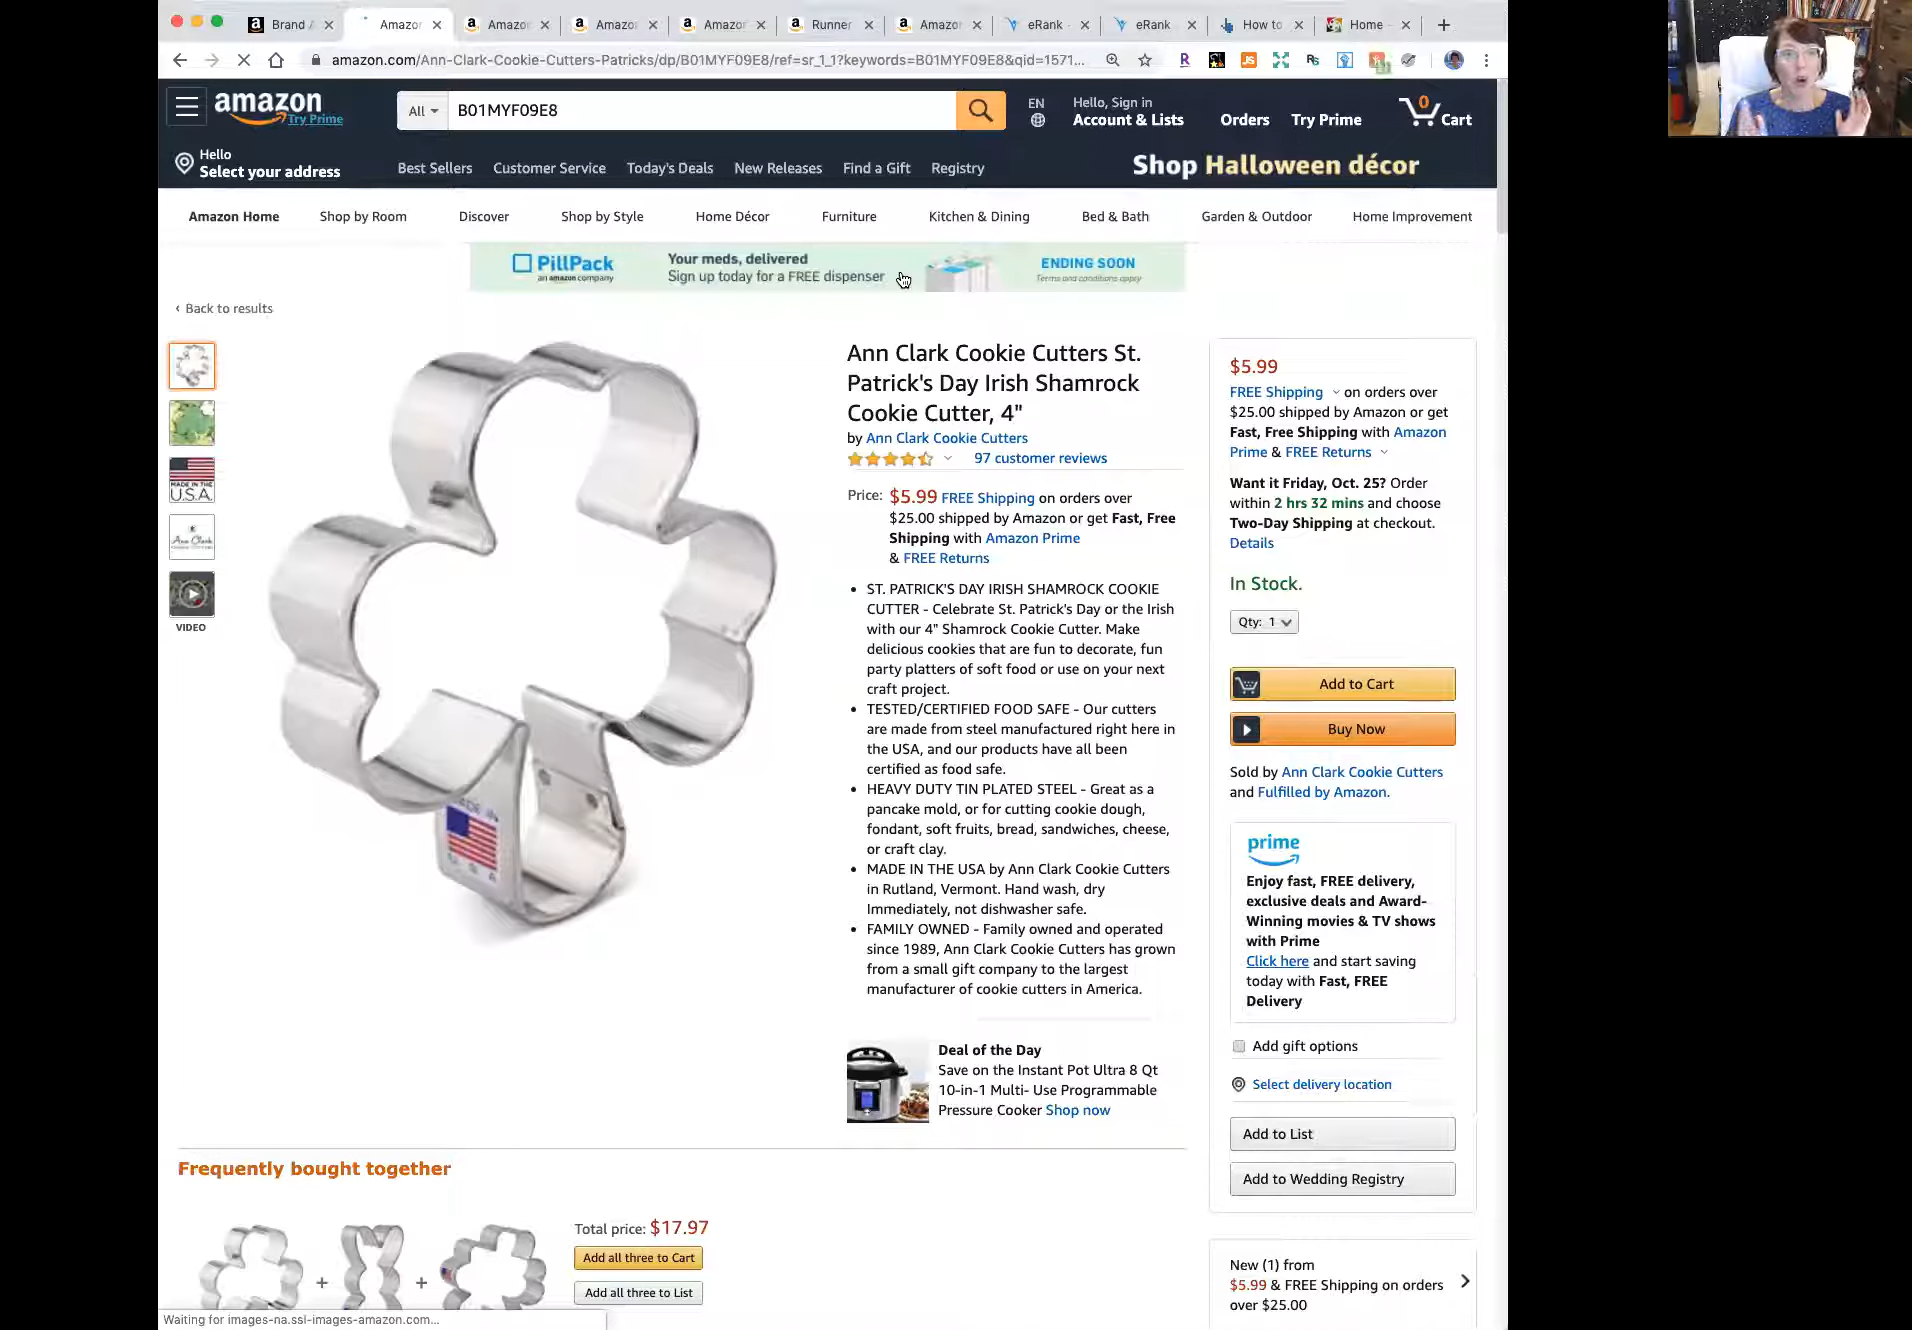 Brand
Amazon
Amazon
Amazon
Amazon
Runner
Amazon
eRank
eRank
How to
Home
amazon.com/Ann-Clark-Cookie-Cutters-Patricks/dp/B01MYF09E8/ref=sr_1_1?keywords=B01MYF09E8&qid=1571...
amazon
Try Prime
All
B01MYF09E8
EN
Hello, Sign in
Account & Lists
Orders
Try Prime
0
Cart
Hello
Select your address
Best Sellers
Customer Service
Today's Deals
New Releases
Find a Gift
Registry
Shop Halloween décor
Amazon Home
Shop by Room
Discover
Shop by Style
Home Décor
Furniture
Kitchen & Dining
Bed & Bath
Garden & Outdoor
Home Improvement
PillPack
an amazon company
Your meds, delivered
Sign up today for a FREE dispenser
ENDING SOON
Terms and conditions apply
‹ Back to results
MADE IN THE
U.S.A.
Ann Clark
VIDEO
Ann Clark Cookie Cutters St.
Patrick's Day Irish Shamrock
Cookie Cutter, 4"
by Ann Clark Cookie Cutters
97 customer reviews
Price: $5.99 FREE Shipping on orders over
$25.00 shipped by Amazon or get Fast, Free
Shipping with Amazon Prime
& FREE Returns
• ST. PATRICK'S DAY IRISH SHAMROCK COOKIE
CUTTER - Celebrate St. Patrick's Day or the Irish
with our 4" Shamrock Cookie Cutter. Make
delicious cookies that are fun to decorate, fun
party platters of soft food or use on your next
craft project.
• TESTED/CERTIFIED FOOD SAFE - Our cutters
are made from steel manufactured right here in
the USA, and our products have all been
certified as food safe.
• HEAVY DUTY TIN PLATED STEEL - Great as a
pancake mold, or for cutting cookie dough,
fondant, soft fruits, bread, sandwiches, cheese,
or craft clay.
• MADE IN THE USA by Ann Clark Cookie Cutters
in Rutland, Vermont. Hand wash, dry
Immediately, not dishwasher safe.
• FAMILY OWNED - Family owned and operated
since 1989, Ann Clark Cookie Cutters has grown
from a small gift company to the largest
manufacturer of cookie cutters in America.
Deal of the Day
Save on the Instant Pot Ultra 8 Qt
10-in-1 Multi- Use Programmable
Pressure Cooker Shop now
$5.99
FREE Shipping on orders over
$25.00 shipped by Amazon or get
Fast, Free Shipping with Amazon
Prime & FREE Returns
Want it Friday, Oct. 25? Order
within 2 hrs 32 mins and choose
Two-Day Shipping at checkout.
Details
In Stock.
Qty: 1
Add to Cart
Buy Now
Sold by Ann Clark Cookie Cutters
and Fulfilled by Amazon.
prime
Enjoy fast, FREE delivery,
exclusive deals and Award-
Winning movies & TV shows
with Prime
Click here and start saving
today with Fast, FREE
Delivery
Add gift options
Select delivery location
Add to List
Add to Wedding Registry
New (1) from
$5.99 & FREE Shipping on orders
over $25.00
Frequently bought together
+
+
Total price: $17.97
Add all three to Cart
Add all three to List
Waiting for images-na.ssl-images-amazon.com...